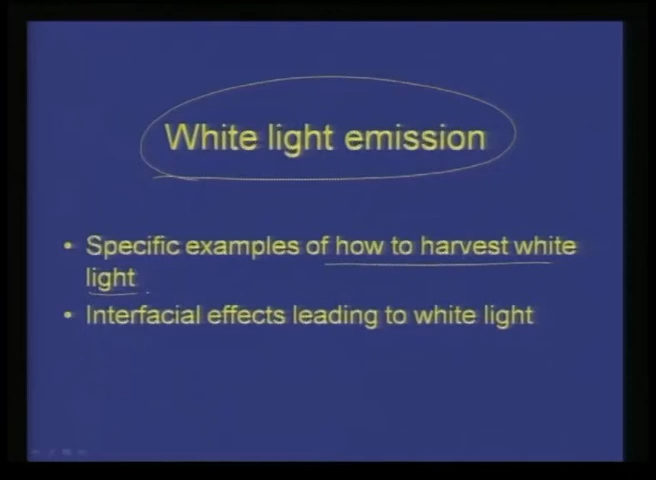 White light emission
• Specific examples of how to harvest white
light
• Interfacial effects leading to white light